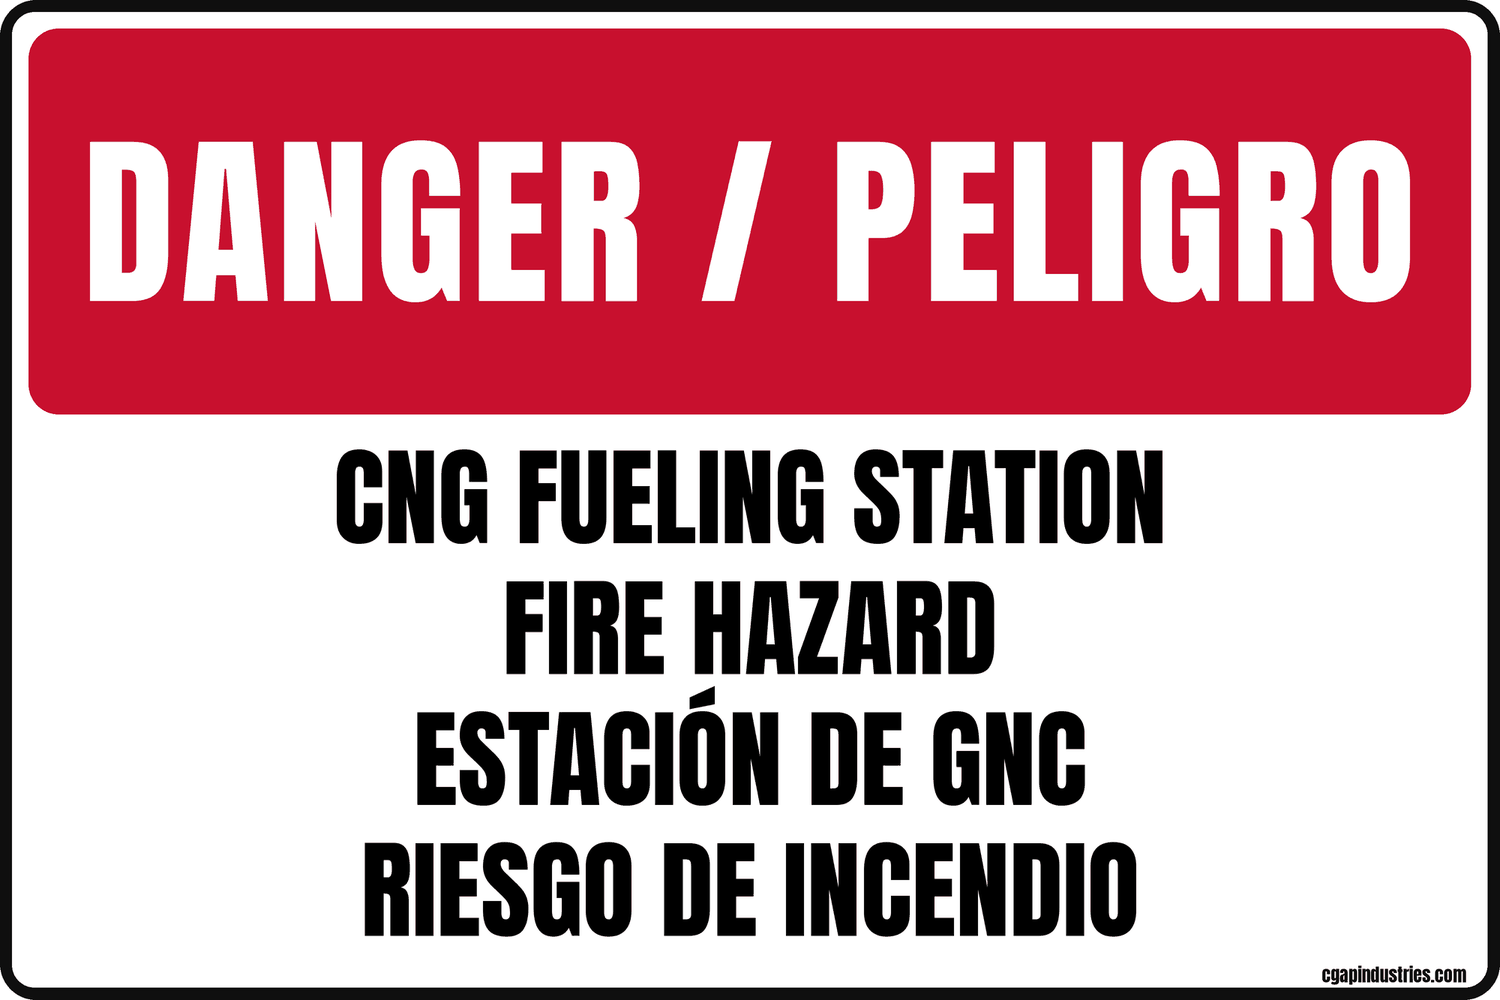 DANGER / PELIGRO
CNG FUELING STATION
FIRE HAZARD
ESTACIÓN DE GNC
RIESGO DE INCENDIO
cgapindustries.com